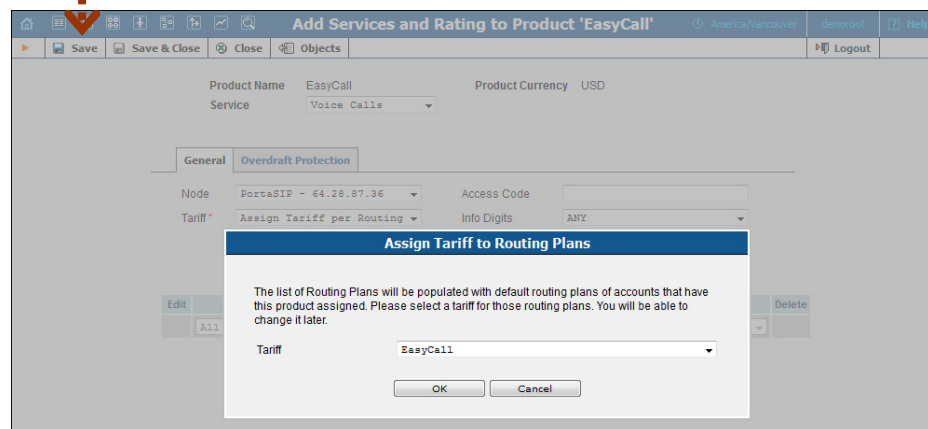 Add Services and Rating to Product 'EasyCall' America/Vancouver demoroot ? Help
Save Save & Close Close Objects Logout
Product Name EasyCall Product Currency USD
Service Voice Calls
General Overdraft Protection
Node PortaSIP - 64.28.87.36 Access Code
Tariff * Assign Tariff per Routing Info Digits ANY
Assign Tariff to Routing Plans
The list of Routing Plans will be populated with default routing plans of accounts that have
this product assigned. Please select a tariff for those routing plans. You will be able to
change it later.
Edit Delete
All
Tariff EasyCall
OK Cancel